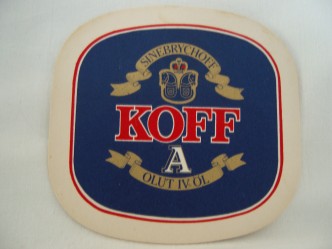 SINEBRYCHOFF
KOFF
A
OLUT IV ÖL